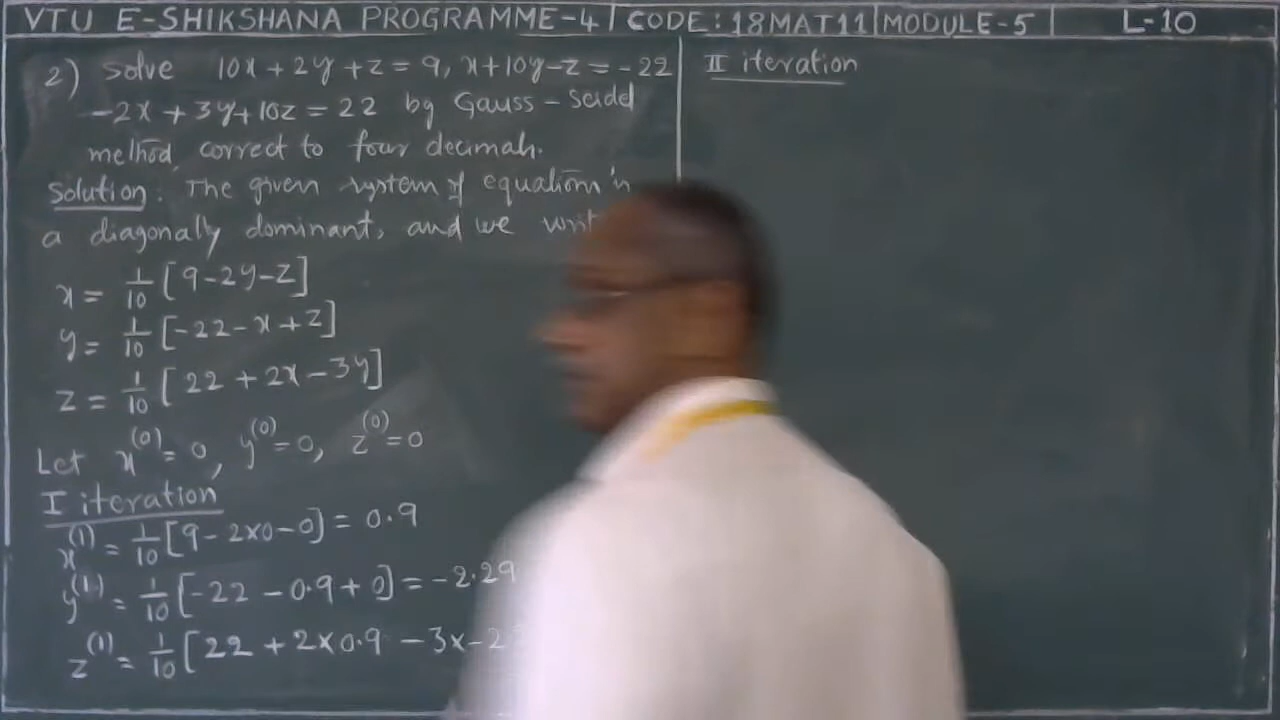 VTU E-SHIKSHANA PROGRAMME-4 | CODE: 18MAT11 | MODULE-5 | L-10
2) Solve 10x + 2y + z = 9, x+10y-z = -22
-2x + 3y + 10z = 22 by Gauss-Seidel
method correct to four decimals.
Solution: The given system of equations is
a diagonally dominant, and we
x = 1/10 [9-2y-z]
y = 1/10 [-22-x+z]
z = 1/10 [22 + 2x - 3y]
Let x^(0) = 0, y^(0) = 0, z^(0) = 0
I iteration
x^(1) = 1/10 [9 - 2x0 - 0] = 0.9
y^(1) = 1/10 [-22 - 0.9 + 0] = -2.29
z^(1) = 1/10 [22 + 2x0.9 - 3x-2
II iteration